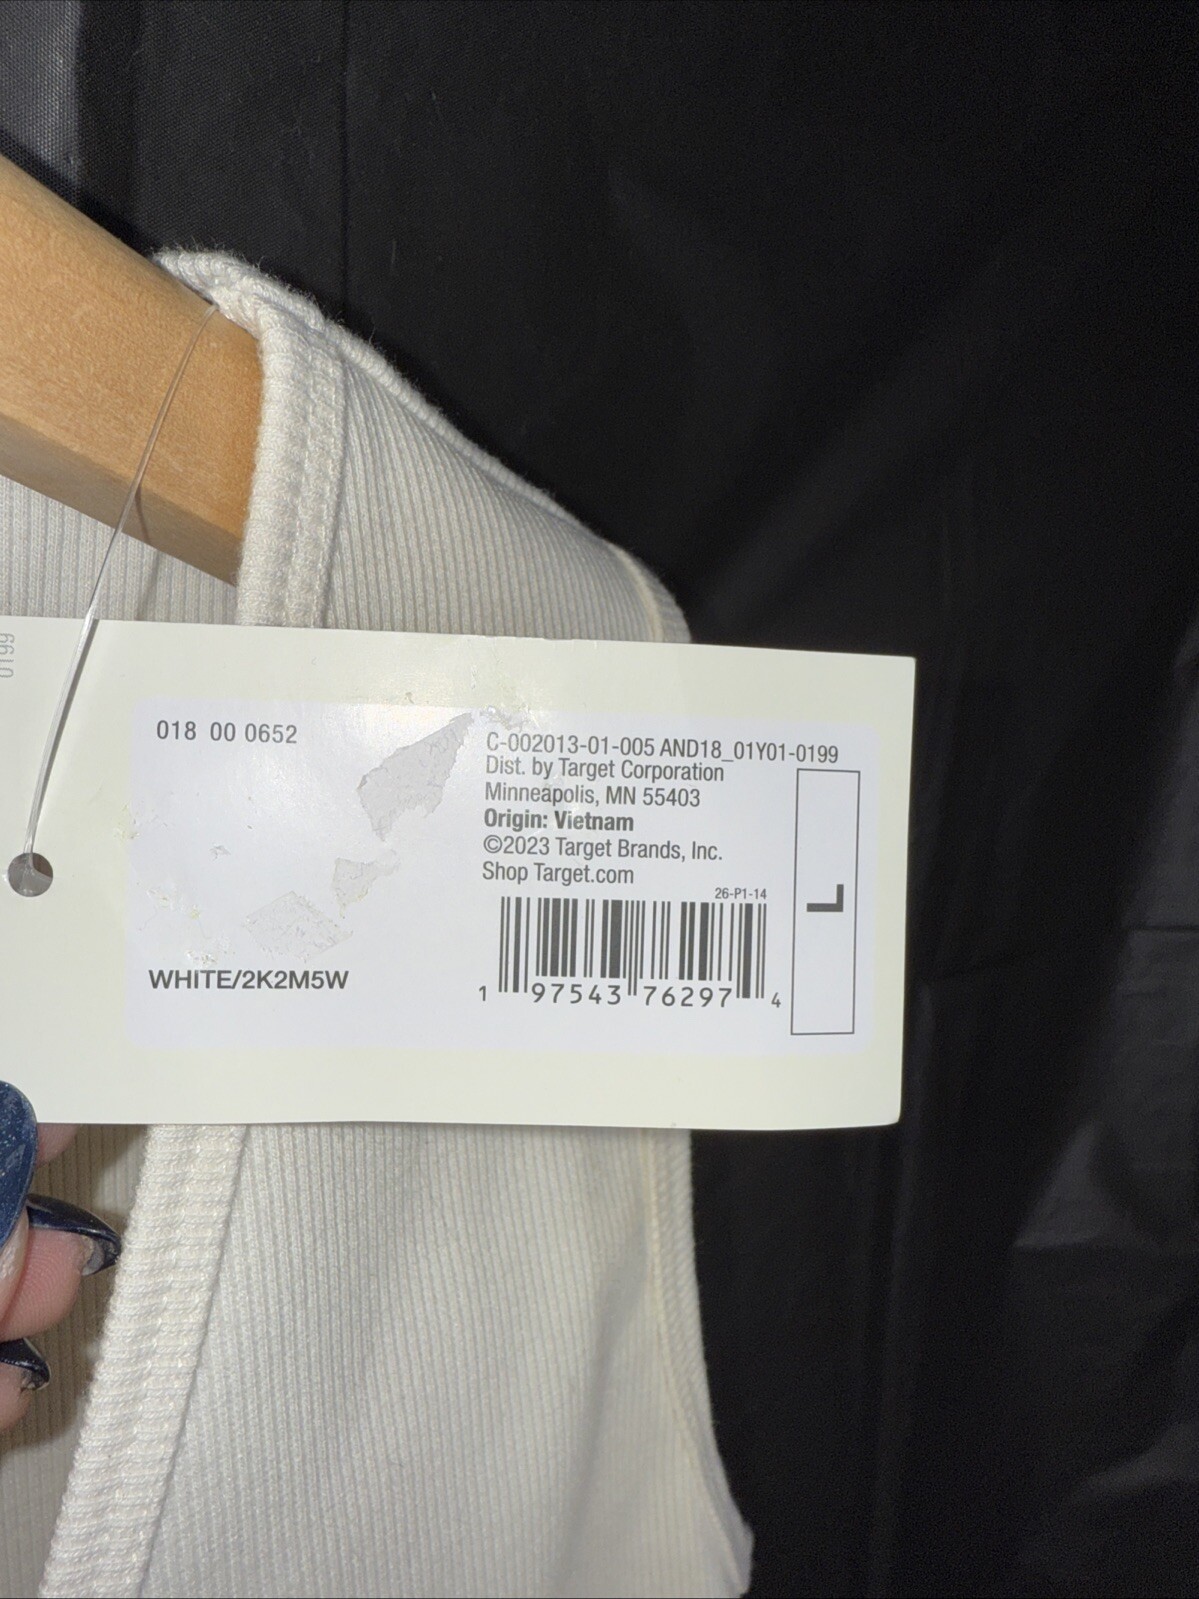 018 00 0652
C-002013-01-005 AND18_01Y01-0199
Dist. by Target Corporation
Minneapolis, MN 55403
Origin: Vietnam
©2023 Target Brands, Inc.
Shop Target.com
26-P1-14
L
WHITE/2K2M5W
1 97543 76297 4